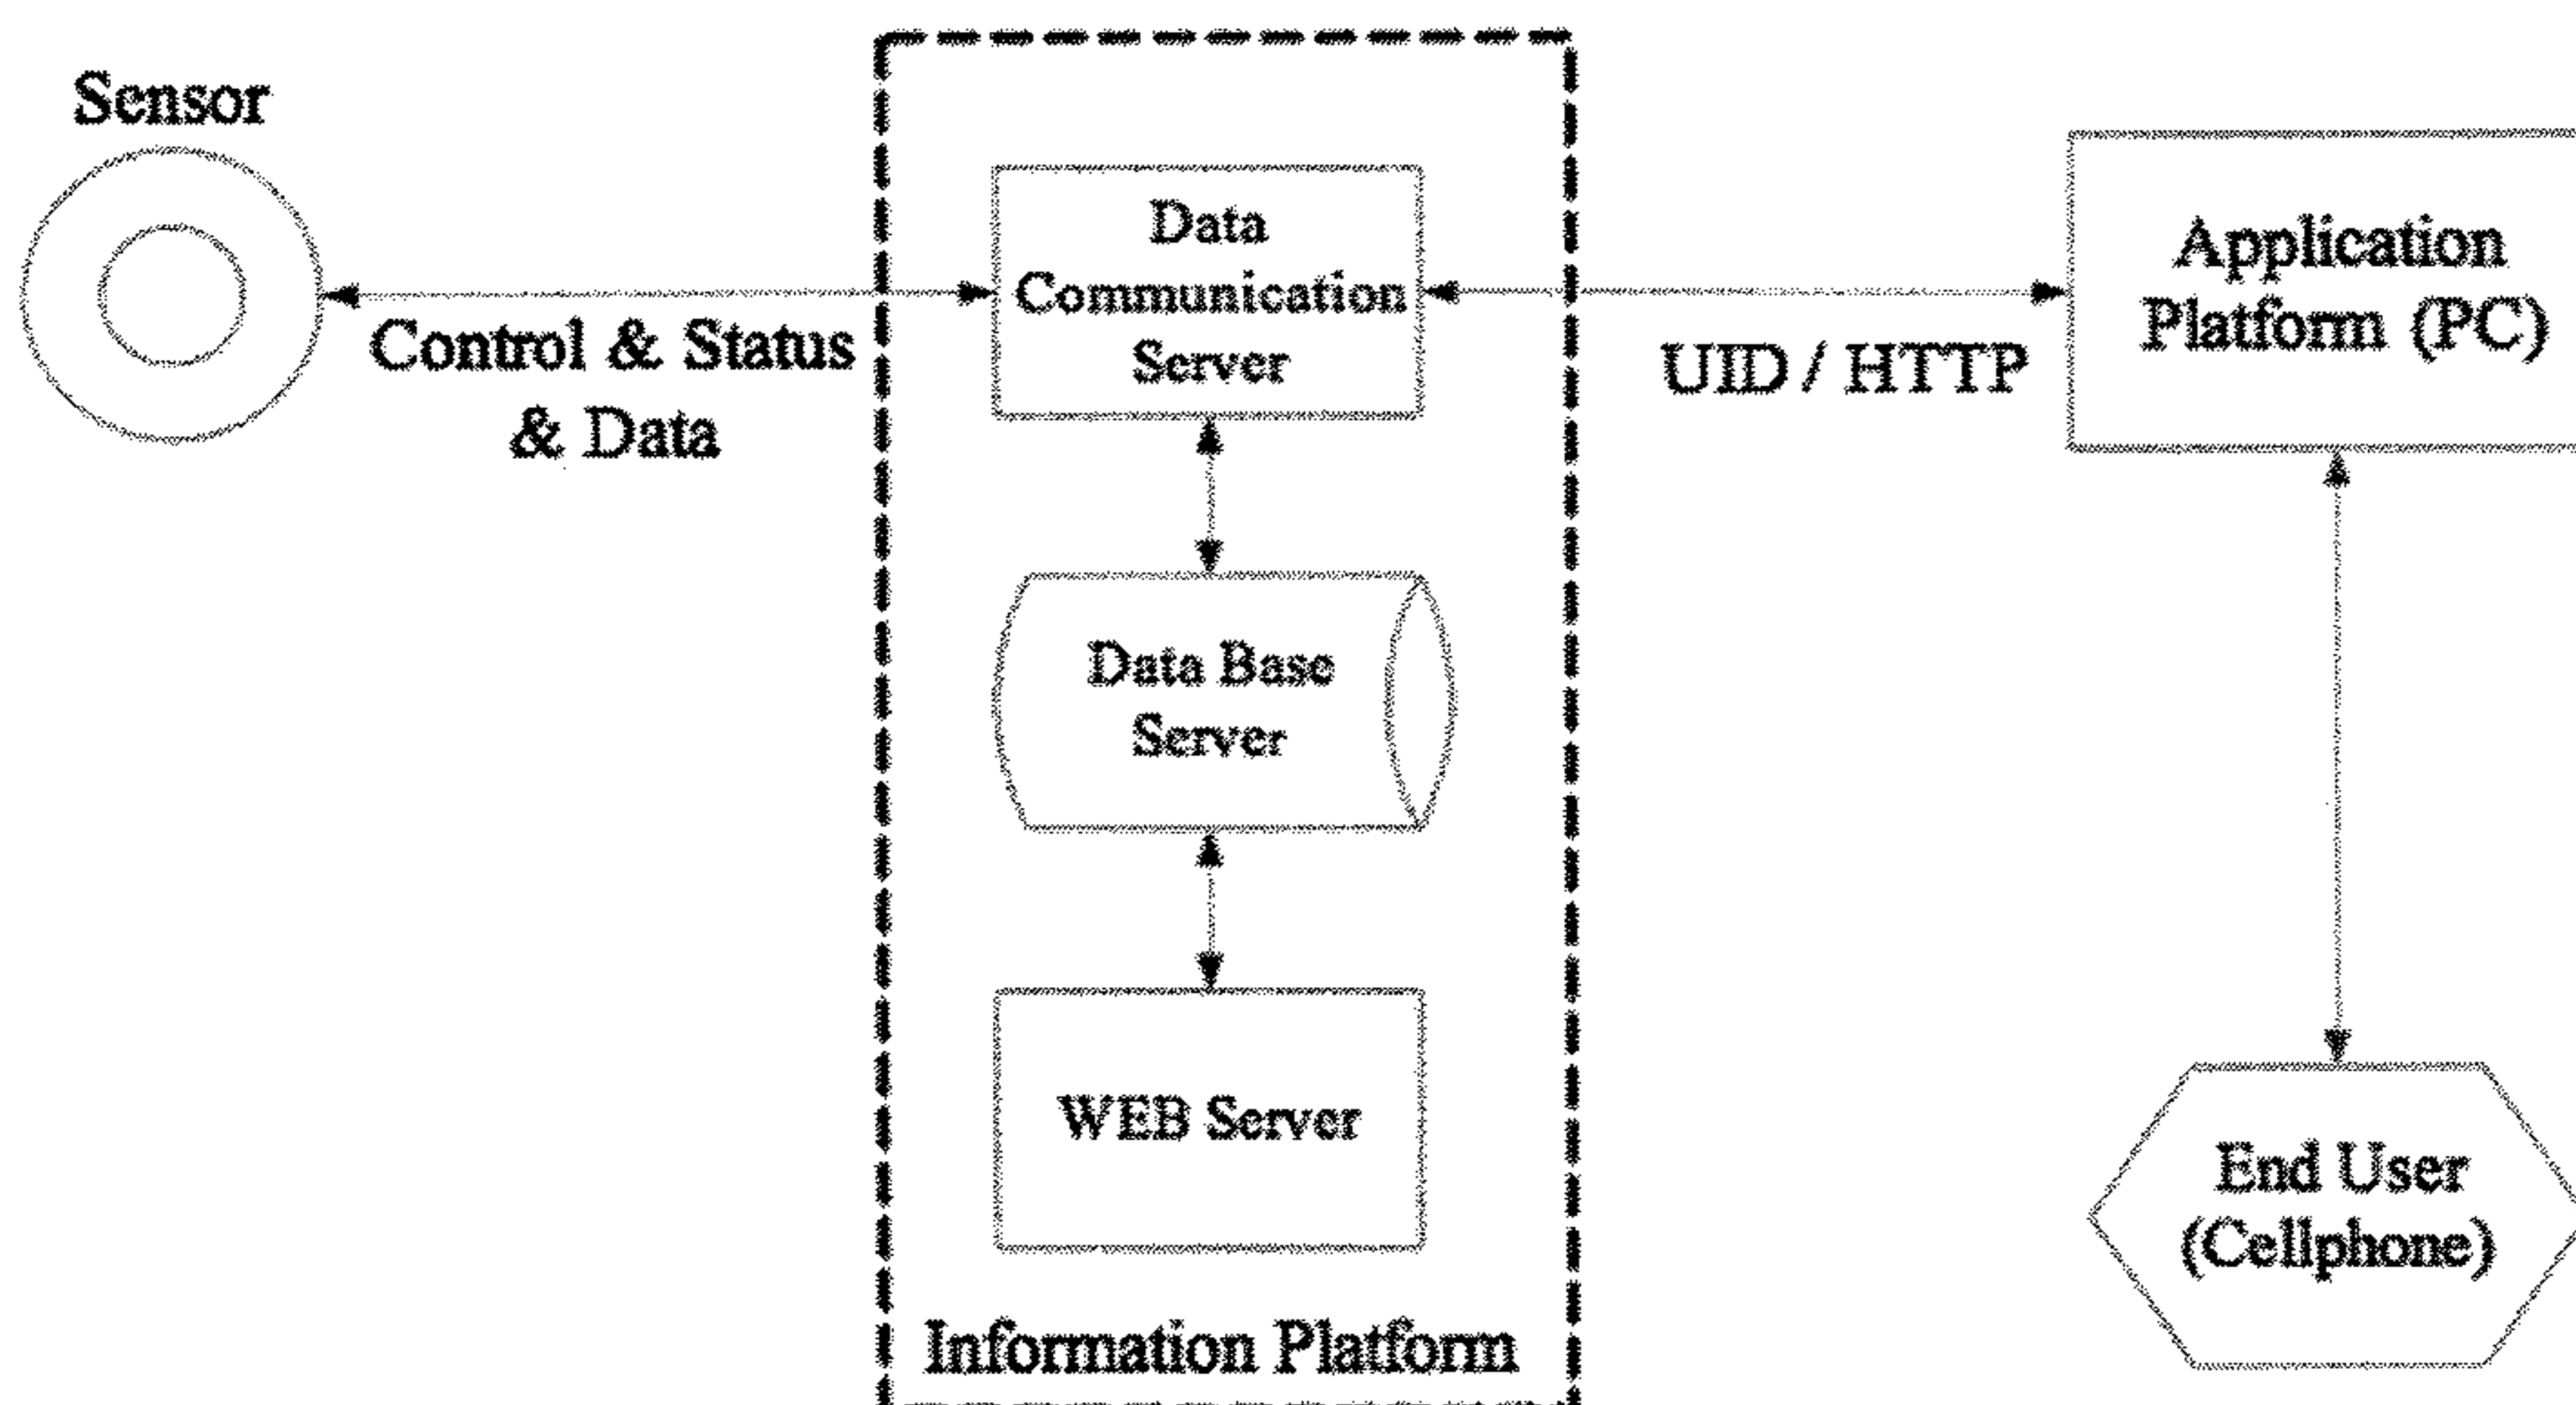 Sensor
Control & Status
& Data
Data
Communication
Server
Data Base
Server
WEB Server
Information Platform
UID / HTTP
Application
Platform (PC)
End User
(Cellphone)